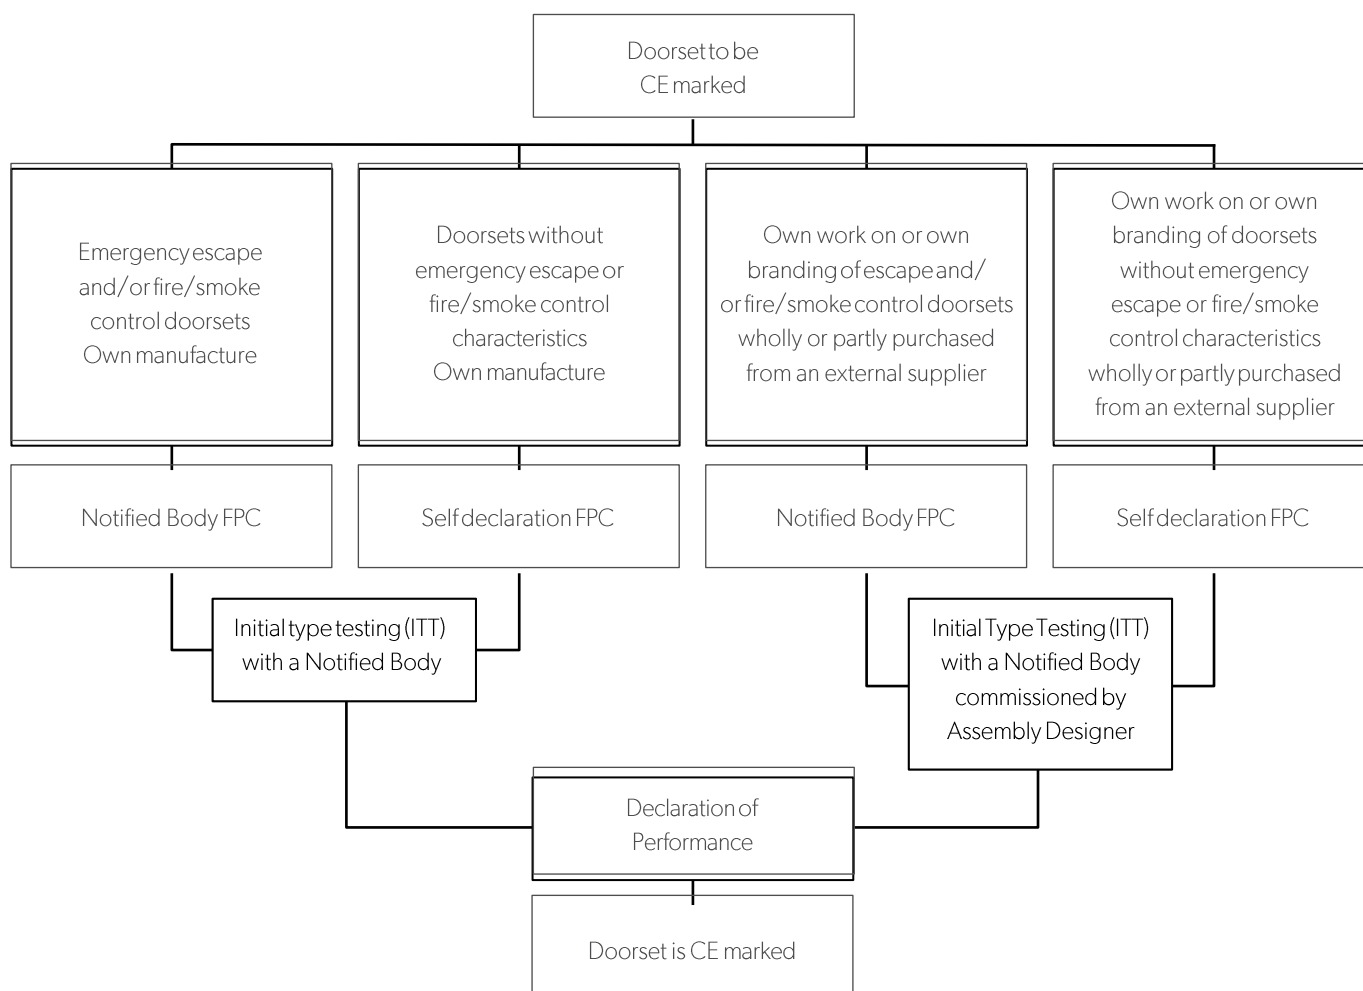 Doorset to be
CE marked
Emergency escape
and/or fire/smoke
control doorsets
Own manufacture
Doorsets without
emergency escape or
fire/smoke control
characteristics
Own manufacture
Own work on or own
branding of escape and/
or fire/smoke control doorsets
wholly or partly purchased
from an external supplier
Own work on or own
branding of doorsets
without emergency
escape or fire/smoke
control characteristics
wholly or partly purchased
from an external supplier
Notified Body FPC
Self declaration FPC
Notified Body FPC
Self declaration FPC
Initial type testing (ITT)
with a Notified Body
Initial Type Testing (ITT)
with a Notified Body
commissioned by
Assembly Designer
Declaration of
Performance
Doorset is CE marked